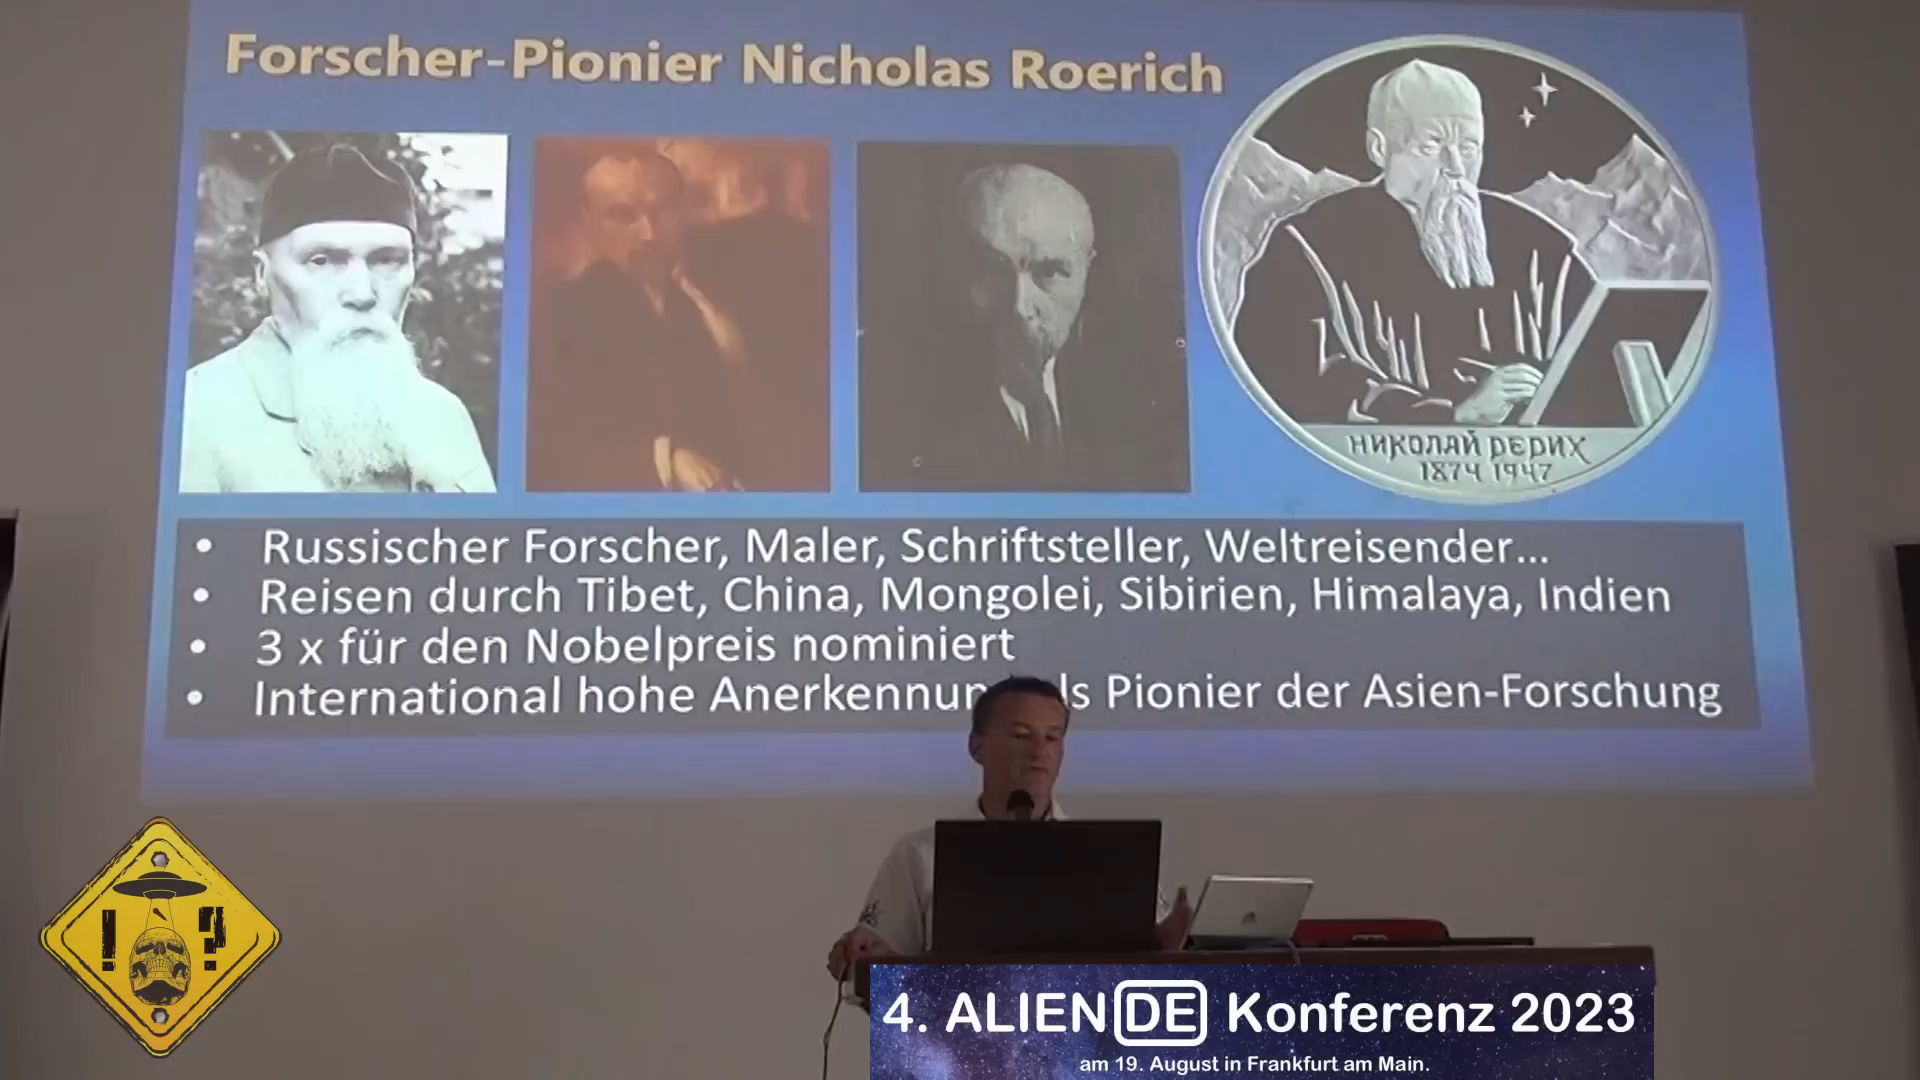 Forscher-Pionier Nicholas Roerich
НИКОЛАЙ РЕРИХ
1874 1947
• Russischer Forscher, Maler, Schriftsteller, Weltreisender...
• Reisen durch Tibet, China, Mongolei, Sibirien, Himalaya, Indien
• 3 x für den Nobelpreis nominiert
• International hohe Anerkennun ls Pionier der Asien-Forschung
! ?
4. ALIEN DE Konferenz 2023
am 19. August in Frankfurt am Main.